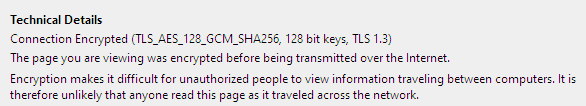 Technical Details
Connection Encrypted (TLS_AES_128_GCM_SHA256, 128 bit keys, TLS 1.3)
The page you are viewing was encrypted before being transmitted over the Internet.
Encryption makes it difficult for unauthorized people to view information traveling between computers. It is
therefore unlikely that anyone read this page as it traveled across the network.